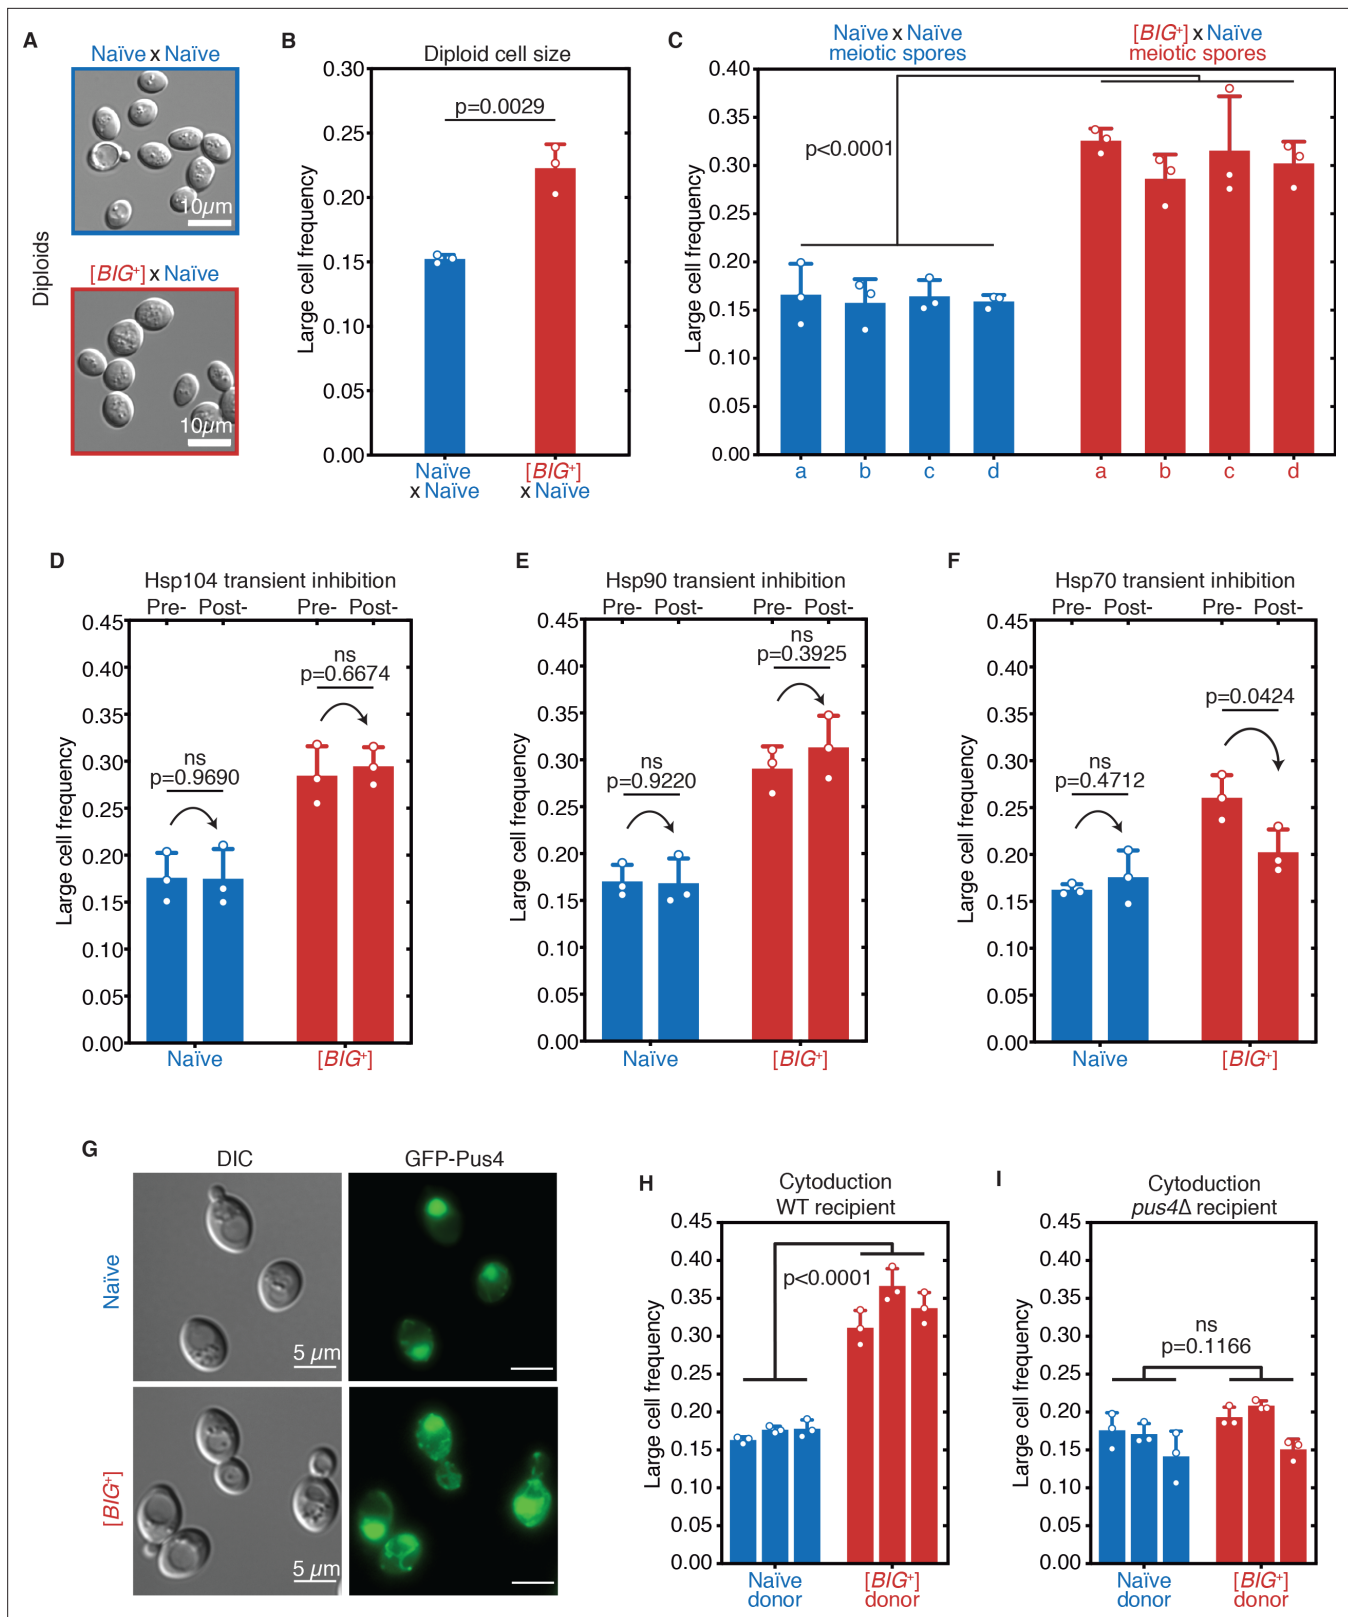 A
Naïve x Naïve
10µm
[BIG+] x Naïve
10µm
Diploids
B
Diploid cell size
p=0.0029
Large cell frequency
0.30
0.25
0.20
0.15
0.10
0.05
0.00
Naïve
x Naïve
[BIG+]
x Naïve
C
Naïve x Naïve
meiotic spores
[BIG+] x Naïve
meiotic spores
p<0.0001
Large cell frequency
0.40
0.35
0.30
0.25
0.20
0.15
0.10
0.05
0.00
a b c d a b c d
D
Hsp104 transient inhibition
Pre- Post- Pre- Post-
ns
p=0.9690
ns
p=0.6674
Large cell frequency
0.45
0.40
0.35
0.30
0.25
0.20
0.15
0.10
0.05
0.00
Naïve [BIG+]
E
Hsp90 transient inhibition
Pre- Post- Pre- Post-
ns
p=0.9220
ns
p=0.3925
Large cell frequency
0.45
0.40
0.35
0.30
0.25
0.20
0.15
0.10
0.05
0.00
Naïve [BIG+]
F
Hsp70 transient inhibition
Pre- Post- Pre- Post-
ns
p=0.4712
p=0.0424
Large cell frequency
0.45
0.40
0.35
0.30
0.25
0.20
0.15
0.10
0.05
0.00
Naïve [BIG+]
G
DIC GFP-Pus4
Naïve
5 µm
[BIG+]
5 µm
H
Cytoduction
WT recipient
p<0.0001
Large cell frequency
0.45
0.40
0.35
0.30
0.25
0.20
0.15
0.10
0.05
0.00
Naïve
donor
[BIG+]
donor
I
Cytoduction
pus4Δ recipient
ns
p=0.1166
Large cell frequency
0.45
0.40
0.35
0.30
0.25
0.20
0.15
0.10
0.05
0.00
Naïve
donor
[BIG+]
donor